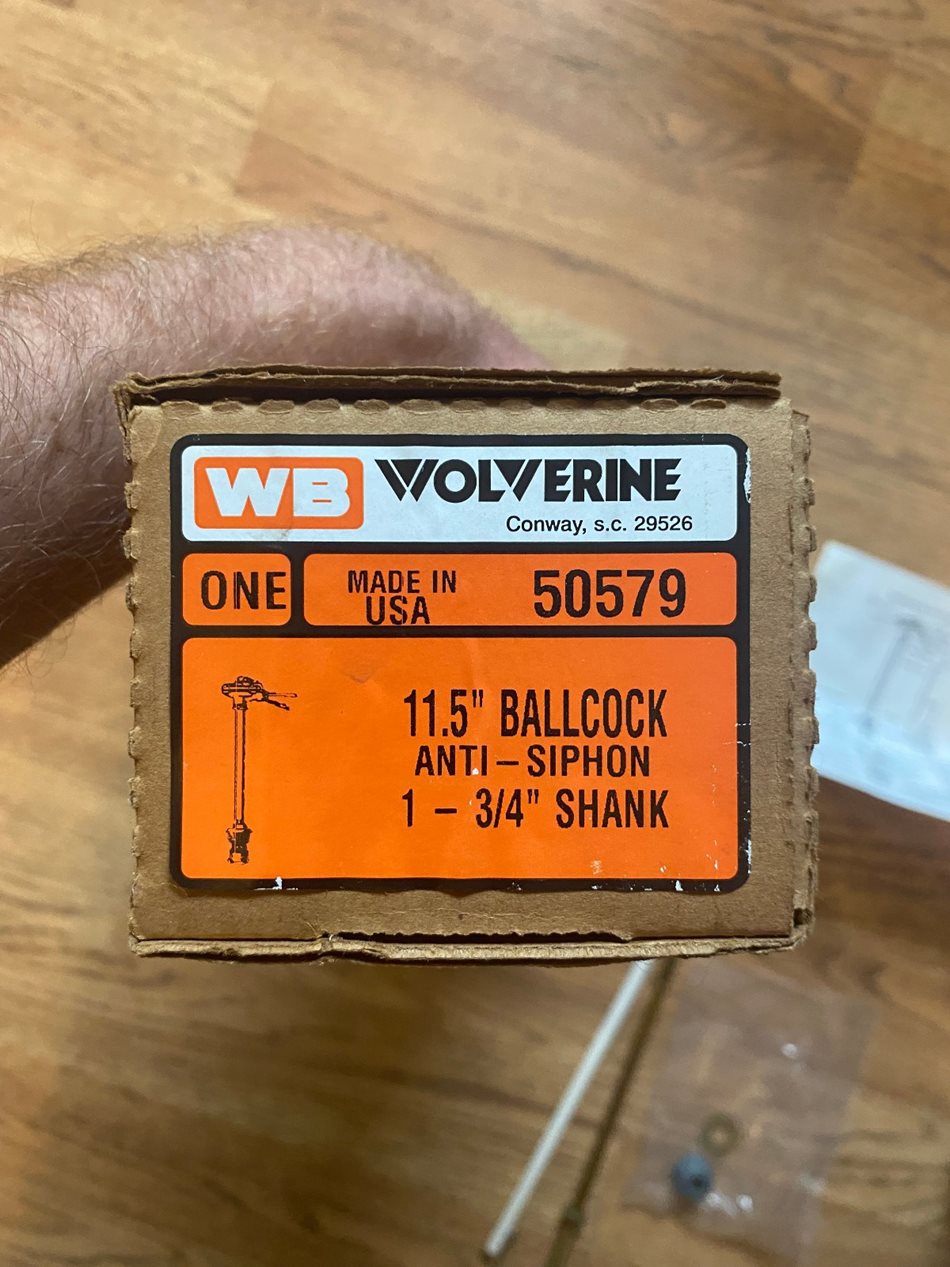 WB WOLVERINE
Conway, s.c. 29526
ONE MADE IN USA 50579
11.5" BALLCOCK
ANTI-SIPHON
1 - 3/4" SHANK